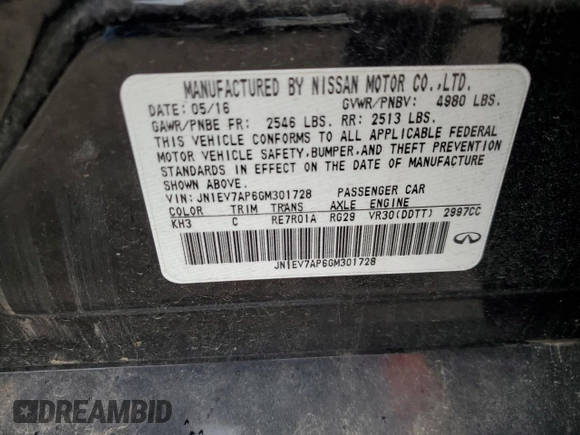 MANUFACTURED BY NISSAN MOTOR CO.,LTD.
DATE: 05/16 GVWR/PNBV: 4980 LBS.
GAWR/PNBE FR: 2546 LBS. RR: 2513 LBS.
THIS VEHICLE CONFORMS TO ALL APPLICABLE FEDERAL
MOTOR VEHICLE SAFETY, BUMPER, AND THEFT PREVENTION
STANDARDS IN EFFECT ON THE DATE OF MANUFACTURE
SHOWN ABOVE.
VIN: JN1EV7AP6GM301728 PASSENGER CAR
COLOR TRIM TRANS AXLE ENGINE
KH3 C RE7R01A RG29 VR30(DDTT) 2997CC
JN1EV7AP6GM301728
DREAMBID